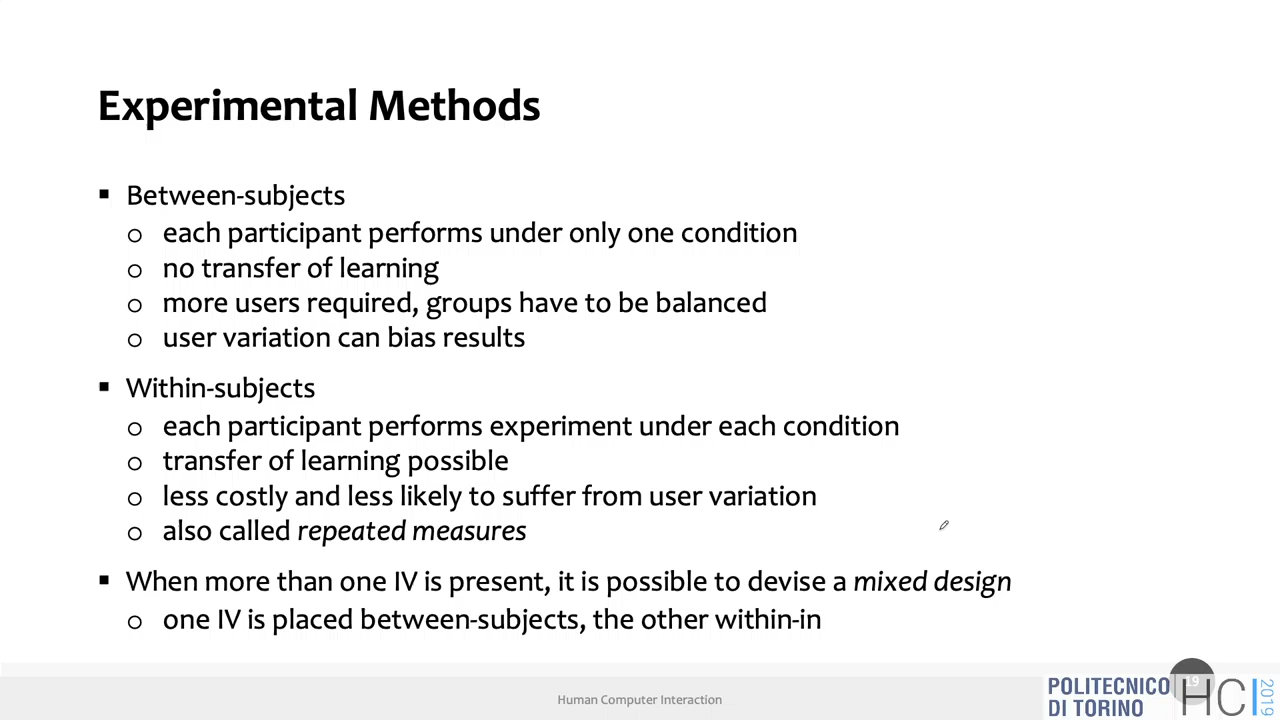 Experimental Methods
▪ Between-subjects
o each participant performs under only one condition
o no transfer of learning
o more users required, groups have to be balanced
o user variation can bias results
▪ Within-subjects
o each participant performs experiment under each condition
o transfer of learning possible
o less costly and less likely to suffer from user variation
o also called repeated measures
▪ When more than one IV is present, it is possible to devise a mixed design
o one IV is placed between-subjects, the other within-in
Human Computer Interaction
POLITECNICO
DI TORINO
19
HCI
2019